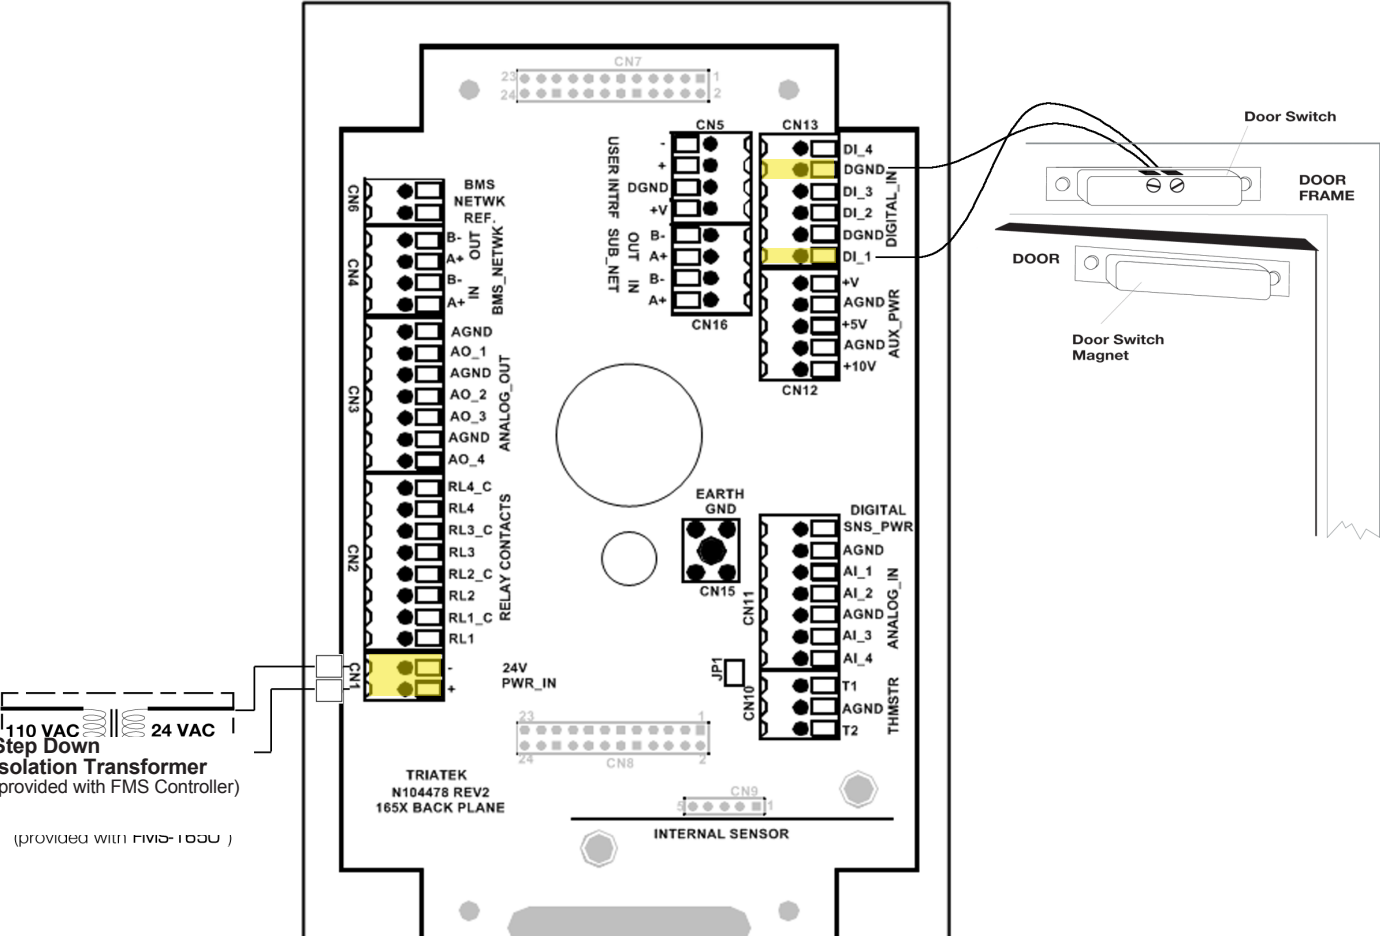 CN7
23 1
24 2
CN5
CN13
USER INTRF
-
+
DGND
+V
SUB_NET
OUT
IN
B-
A+
B-
A+
CN16
DI_4
DGND
DI_3
DI_2
DGND
DI_1
DIGITAL_IN
+V
AGND
+5V
AGND
+10V
AUX_PWR
CN12
Door Switch
DOOR
FRAME
DOOR
Door Switch
Magnet
CN6
BMS
NETWK
REF.
CN4
B-
A+
B-
A+
OUT
IN
BMS_NETWK
CN3
AGND
AO_1
AGND
AO_2
AO_3
AGND
AO_4
ANALOG_OUT
CN2
RL4_C
RL4
RL3_C
RL3
RL2_C
RL2
RL1_C
RL1
RELAY CONTACTS
CN1
-
+
24V
PWR_IN
EARTH
GND
CN15
DIGITAL
SNS_PWR
AGND
AI_1
AI_2
AGND
AI_3
AI_4
CN11
ANALOG_IN
JP1
CN10
T1
AGND
T2
THMSTR
110 VAC 24 VAC
Step Down
solation Transformer
provided with FMS Controller)
(provided with FMS-1650 )
23 1
24 2
CN8
TRIATEK
N104478 REV2
165X BACK PLANE
CN9
5 1
INTERNAL SENSOR